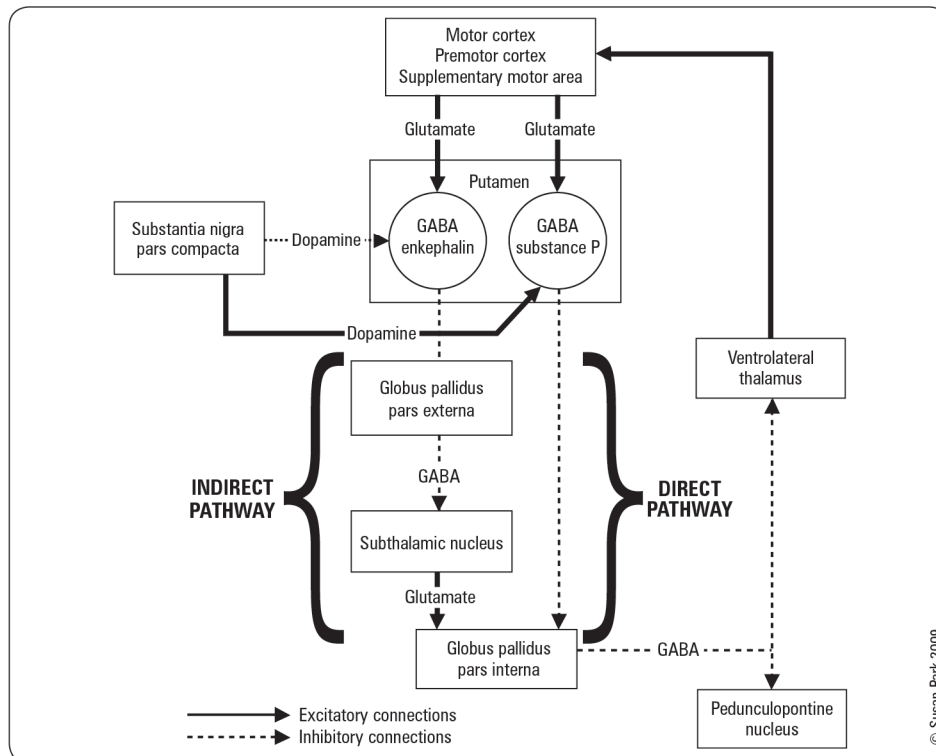 Motor cortex
Premotor cortex
Supplementary motor area
Glutamate
Glutamate
Putamen
GABA
enkephalin
GABA
substance P
Substantia nigra
pars compacta
Dopamine
Dopamine
Globus pallidus
pars externa
Ventrolateral
thalamus
INDIRECT
PATHWAY
GABA
DIRECT
PATHWAY
Subthalamic nucleus
Glutamate
Globus pallidus
pars interna
GABA
Pedunculopontine
nucleus
Excitatory connections
Inhibitory connections
© Susan Park 2009